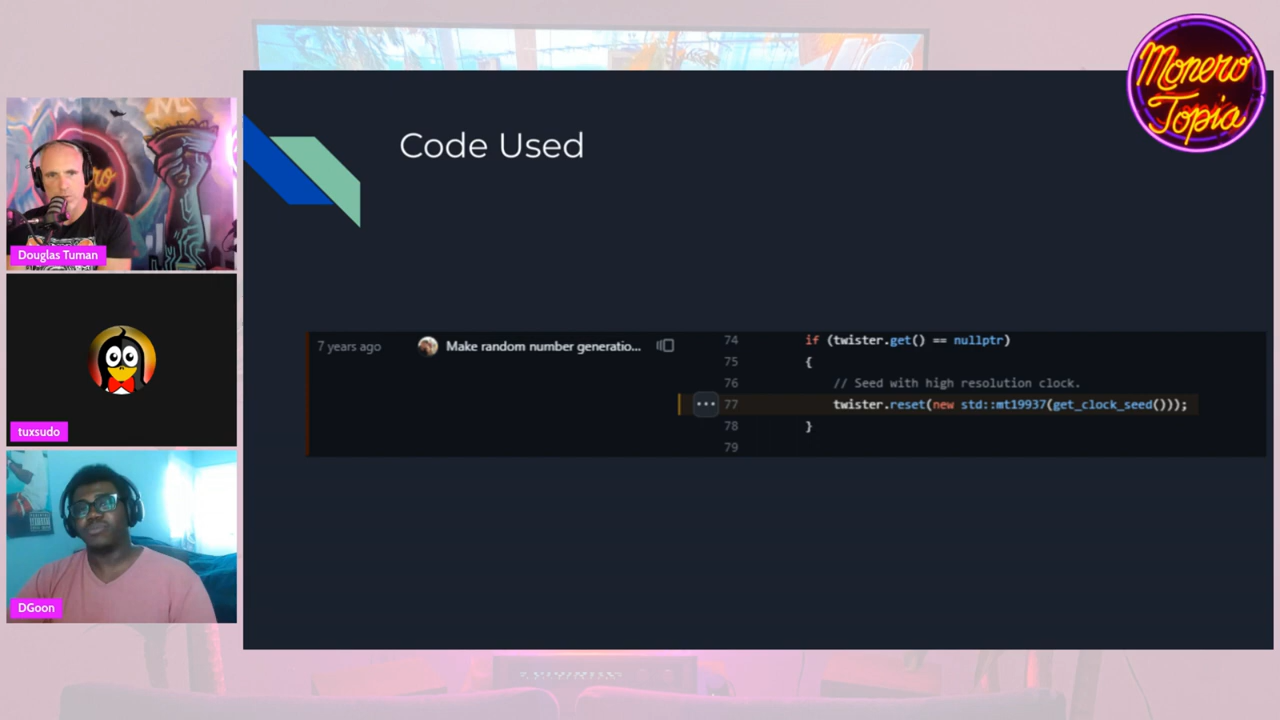 Monero
Topia
Code Used
Douglas Tuman
tuxsudo
DGoon
7 years ago
Make random number generatio...
74 if (twister.get() == nullptr)
75 {
76 // Seed with high resolution clock.
77 twister.reset(new std::mt19937(get_clock_seed()));
78 }
79